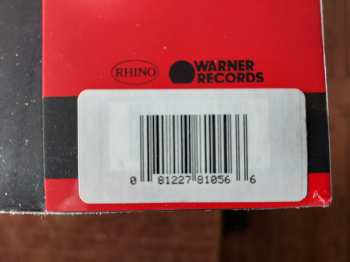 RHINO
WARNER
RECORDS
0 81227 81056 6